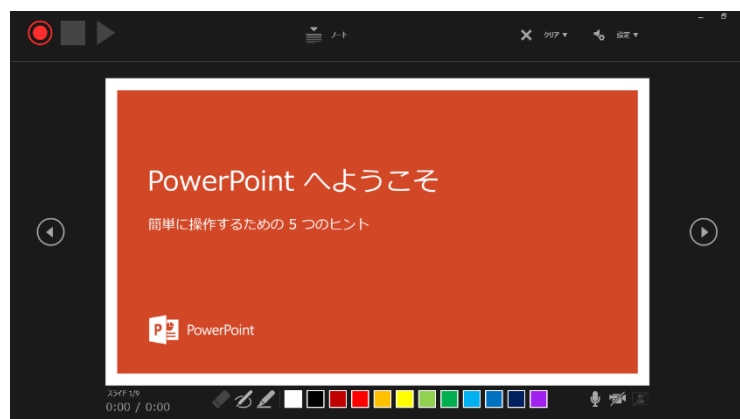 ノート
クリア
設定
PowerPoint へようこそ
簡単に操作するための 5 つのヒント
P
PowerPoint
スライド 1/9
0:00 / 0:00